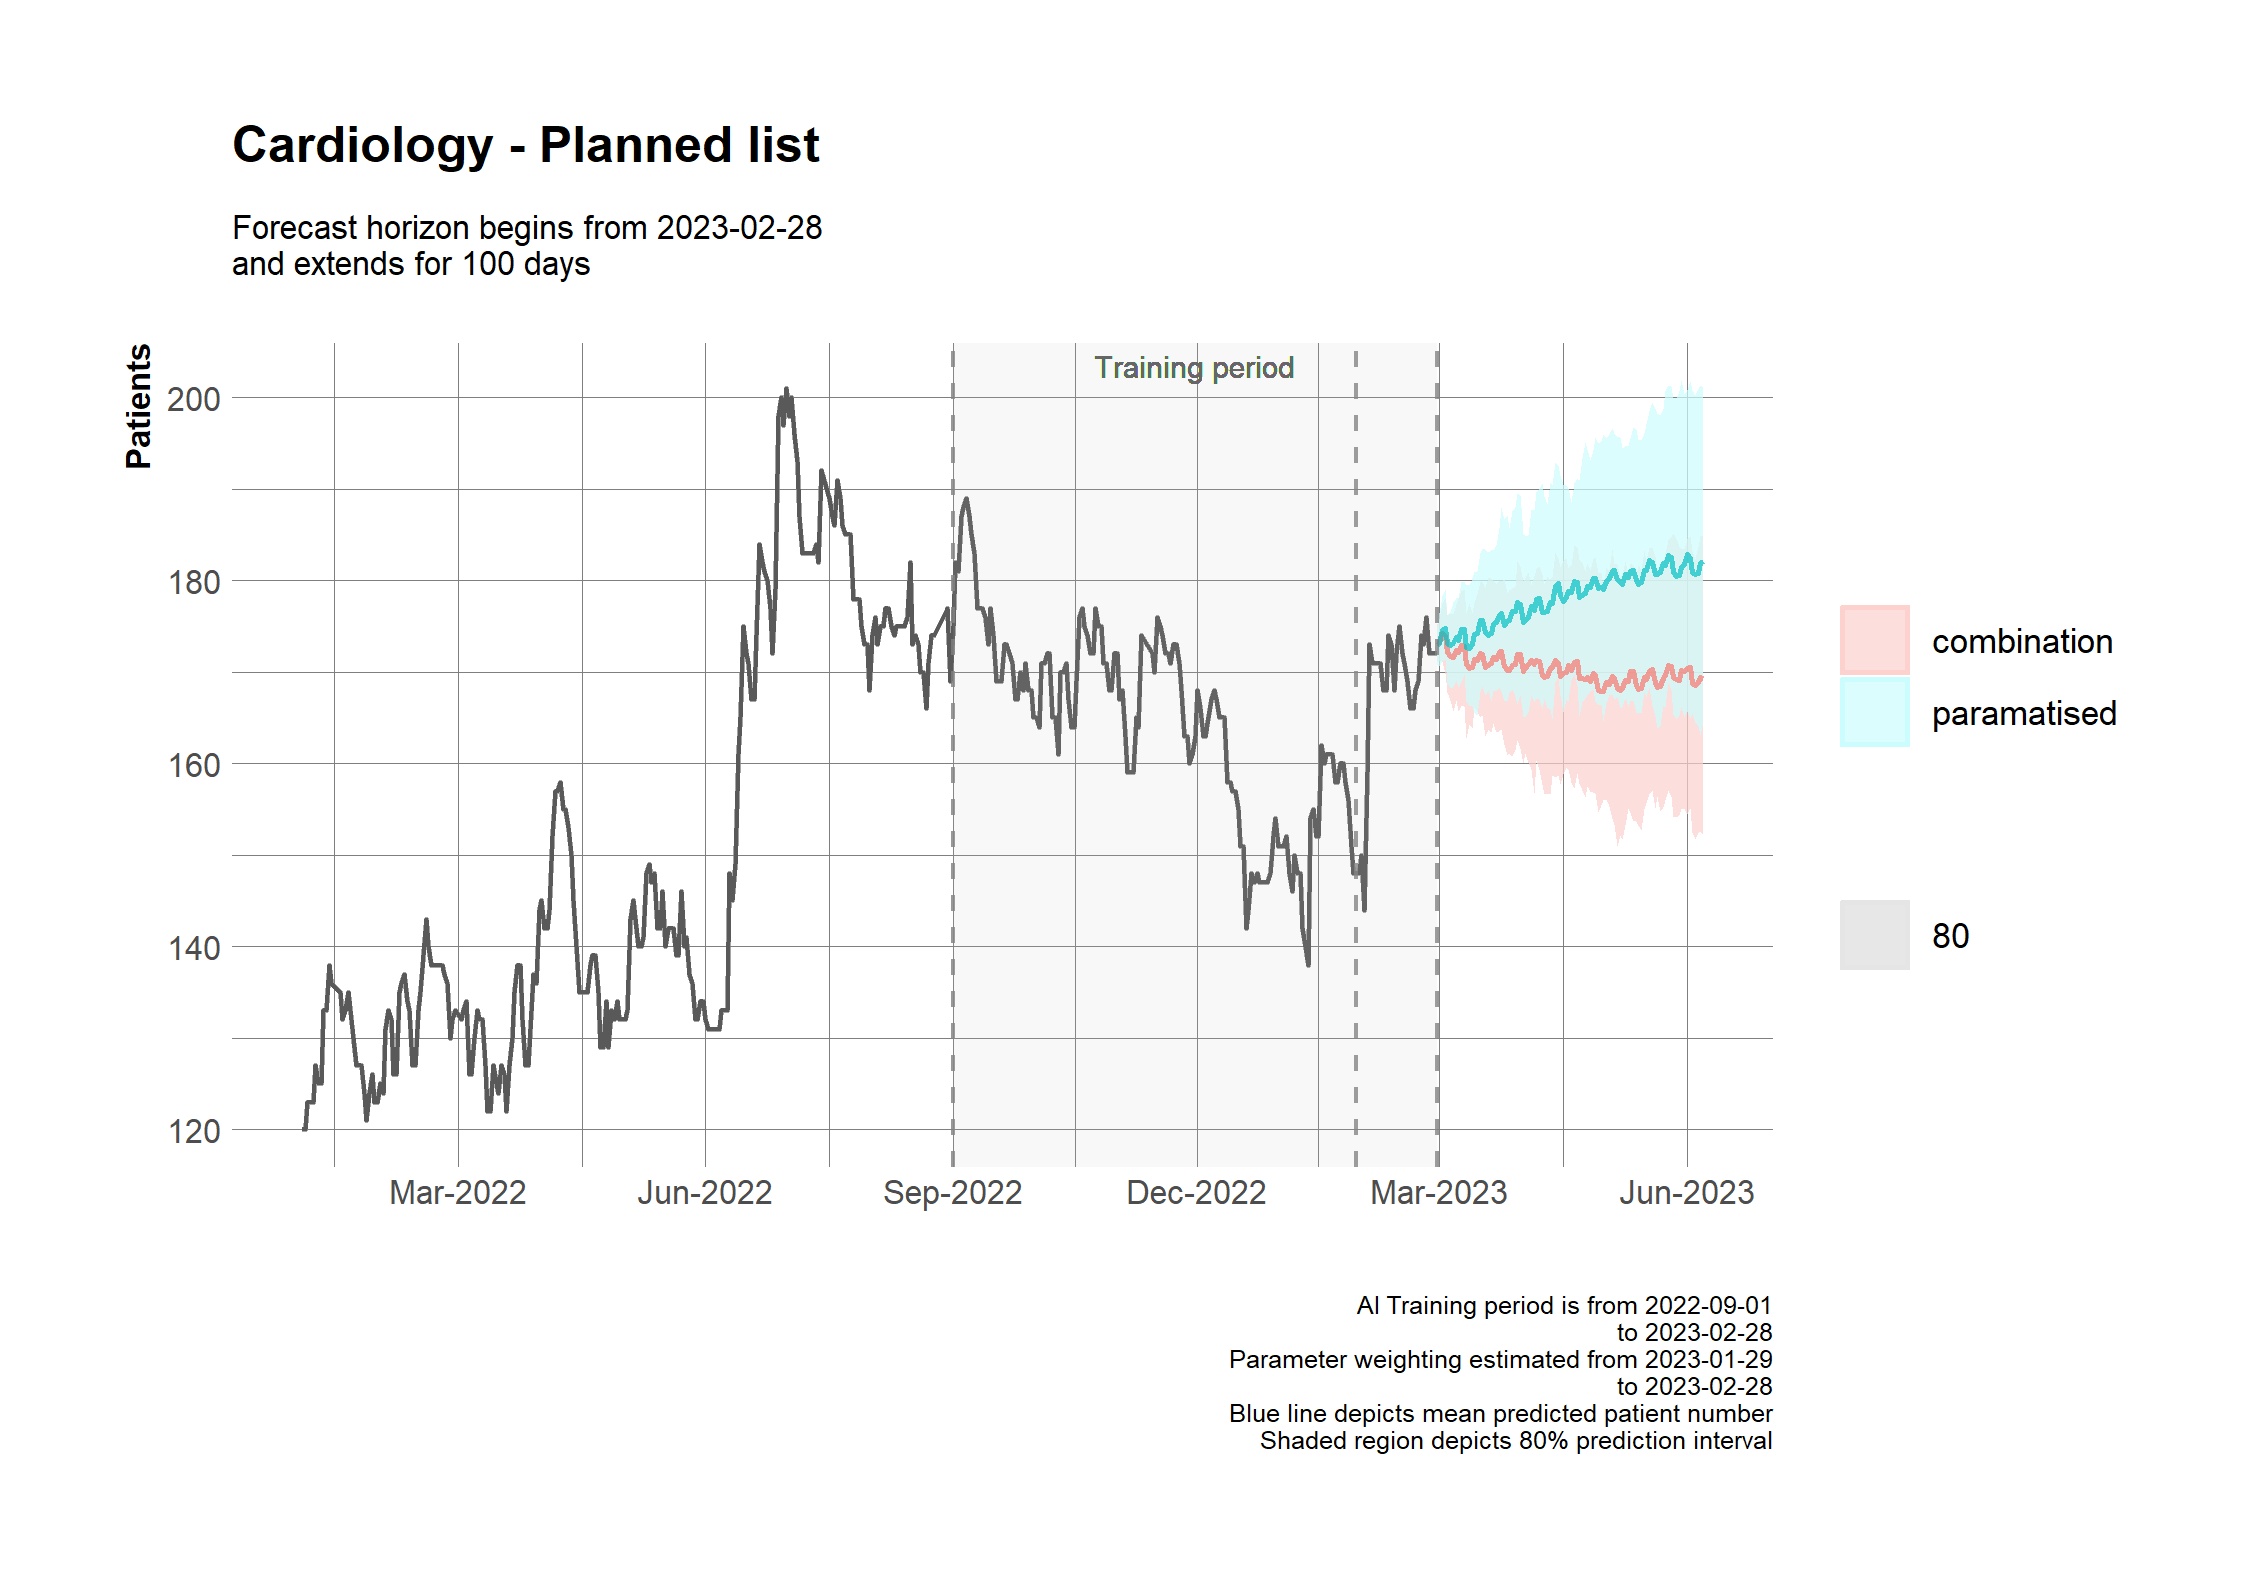 Cardiology - Planned list
Forecast horizon begins from 2023-02-28
and extends for 100 days
Patients
Training period
200
180
160
140
120
Mar-2022
Jun-2022
Sep-2022
Dec-2022
Mar-2023
Jun-2023
combination
paramatised
80
AI Training period is from 2022-09-01
to 2023-02-28
Parameter weighting estimated from 2023-01-29
to 2023-02-28
Blue line depicts mean predicted patient number
Shaded region depicts 80% prediction interval